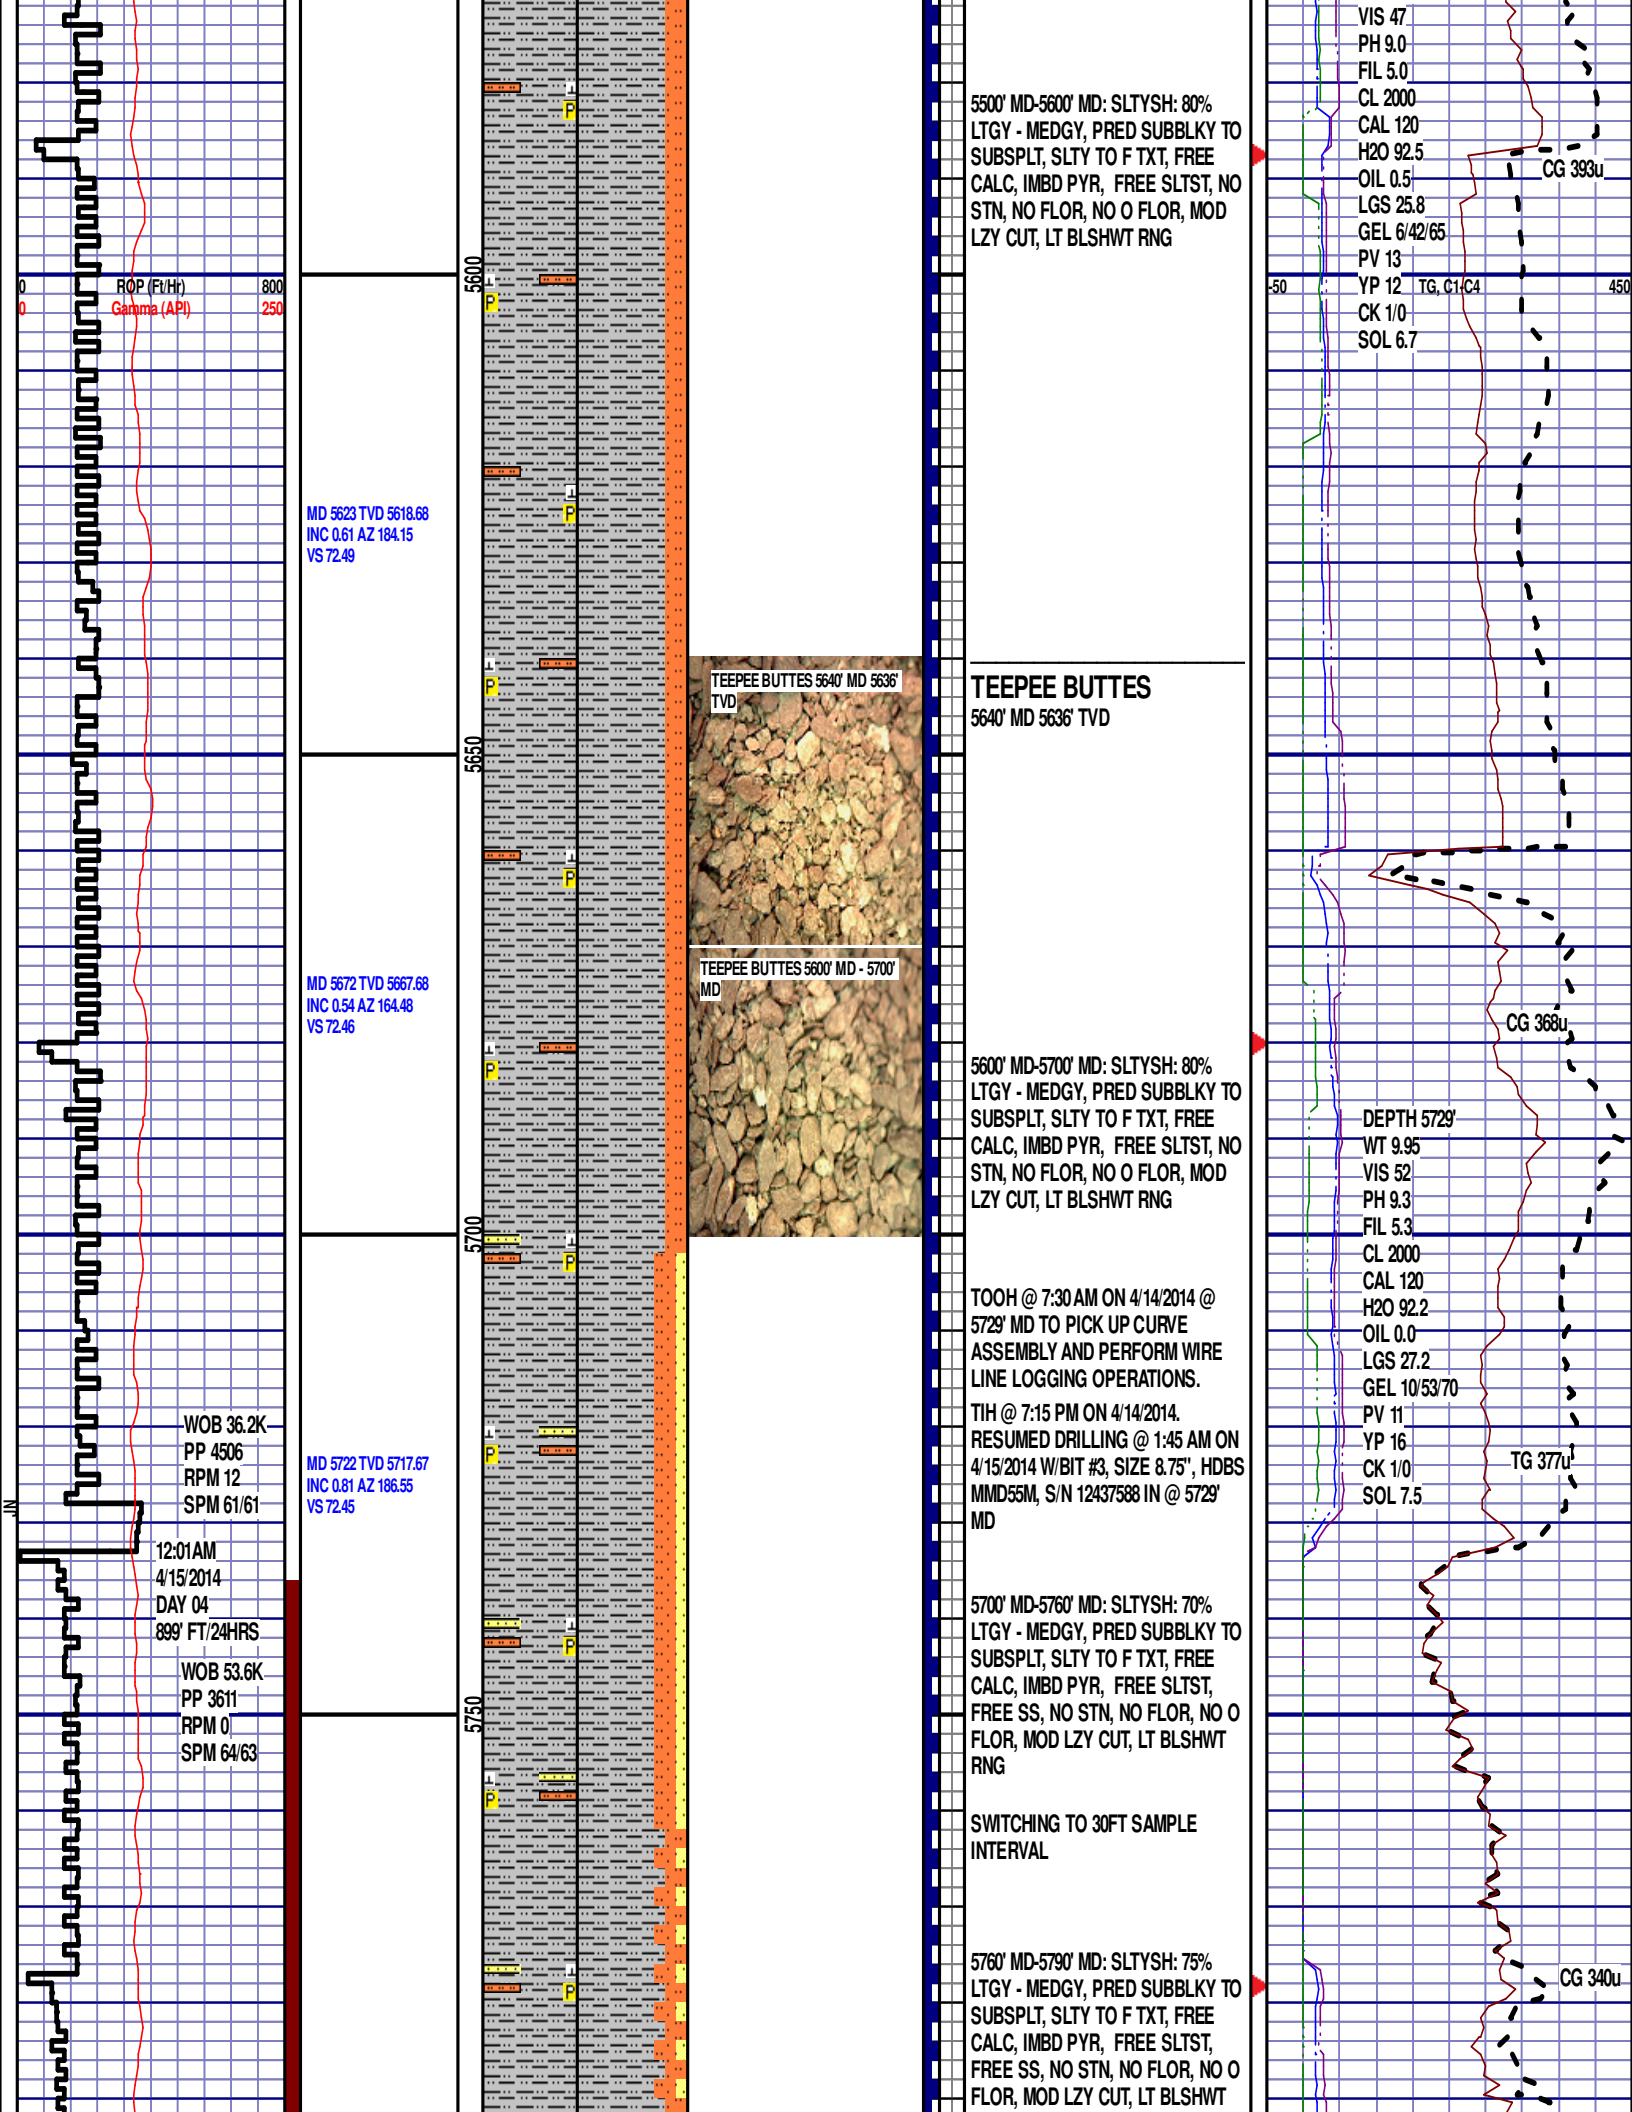 0 ROP (Ft/Hr) 800
0 Gamma (API) 250
WOB 36.2K
PP 4506
RPM 12
SPM 61/61
JN
12:01AM
4/15/2014
DAY 04
899' FT/24HRS
WOB 53.6K
PP 3611
RPM 0
SPM 64/63
MD 5623 TVD 5618.68
INC 0.61 AZ 184.15
VS 72.49
MD 5672 TVD 5667.68
INC 0.54 AZ 164.48
VS 72.46
MD 5722 TVD 5717.67
INC 0.81 AZ 186.55
VS 72.45
5600
5650
5700
5750
P
P
P
P
P
P
P
P
P
P
P
TEEPEE BUTTES 5640' MD 5636'
TVD
TEEPEE BUTTES 5600' MD - 5700'
MD
5500' MD-5600' MD: SLTYSH: 80%
LTGY - MEDGY, PRED SUBBLKY TO
SUBSPLT, SLTY TO F TXT, FREE
CALC, IMBD PYR, FREE SLTST, NO
STN, NO FLOR, NO O FLOR, MOD
LZY CUT, LT BLSHWT RNG
TEEPEE BUTTES
5640' MD 5636' TVD
5600' MD-5700' MD: SLTYSH: 80%
LTGY - MEDGY, PRED SUBBLKY TO
SUBSPLT, SLTY TO F TXT, FREE
CALC, IMBD PYR, FREE SLTST, NO
STN, NO FLOR, NO O FLOR, MOD
LZY CUT, LT BLSHWT RNG
TOOH @ 7:30 AM ON 4/14/2014 @
5729' MD TO PICK UP CURVE
ASSEMBLY AND PERFORM WIRE
LINE LOGGING OPERATIONS.
TIH @ 7:15 PM ON 4/14/2014.
RESUMED DRILLING @ 1:45 AM ON
4/15/2014 W/BIT #3, SIZE 8.75", HDBS
MMD55M, S/N 12437588 IN @ 5729'
MD
5700' MD-5760' MD: SLTYSH: 70%
LTGY - MEDGY, PRED SUBBLKY TO
SUBSPLT, SLTY TO F TXT, FREE
CALC, IMBD PYR, FREE SLTST,
FREE SS, NO STN, NO FLOR, NO O
FLOR, MOD LZY CUT, LT BLSHWT
RNG
SWITCHING TO 30FT SAMPLE
INTERVAL
5760' MD-5790' MD: SLTYSH: 75%
LTGY - MEDGY, PRED SUBBLKY TO
SUBSPLT, SLTY TO F TXT, FREE
CALC, IMBD PYR, FREE SLTST,
FREE SS, NO STN, NO FLOR, NO O
FLOR, MOD LZY CUT, LT BLSHWT
VIS 47
PH 9.0
FIL 5.0
CL 2000
CAL 120
H2O 92.5
OIL 0.5
LGS 25.8
GEL 6/42/65
PV 13
YP 12
CK 1/0
SOL 6.7
CG 393u
-50 TG, C1-C4 450
CG 368u
DEPTH 5729'
WT 9.95
VIS 52
PH 9.3
FIL 5.3
CL 2000
CAL 120
H2O 92.2
OIL 0.0
LGS 27.2
GEL 10/53/70
PV 11
YP 16
CK 1/0
SOL 7.5
TG 377u
CG 340u